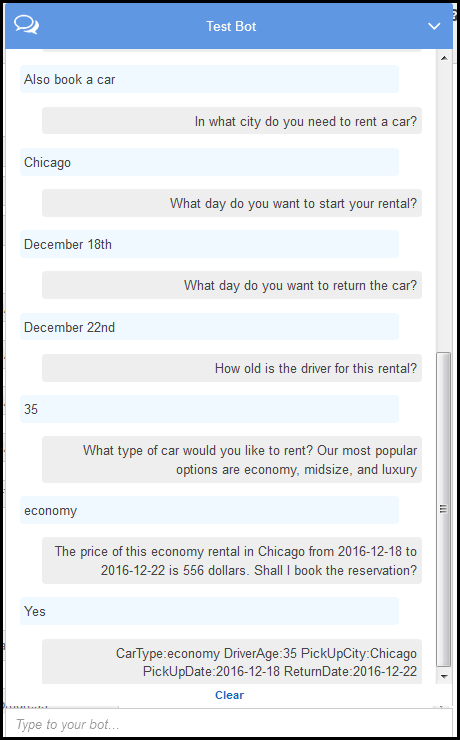 Test Bot
Also book a car
In what city do you need to rent a car?
Chicago
What day do you want to start your rental?
December 18th
What day do you want to return the car?
December 22nd
How old is the driver for this rental?
35
What type of car would you like to rent? Our most popular
options are economy, midsize, and luxury
economy
The price of this economy rental in Chicago from 2016-12-18 to
2016-12-22 is 556 dollars. Shall I book the reservation?
Yes
CarType:economy DriverAge:35 PickUpCity:Chicago
PickUpDate:2016-12-18 ReturnDate:2016-12-22
Clear
Type to your bot...